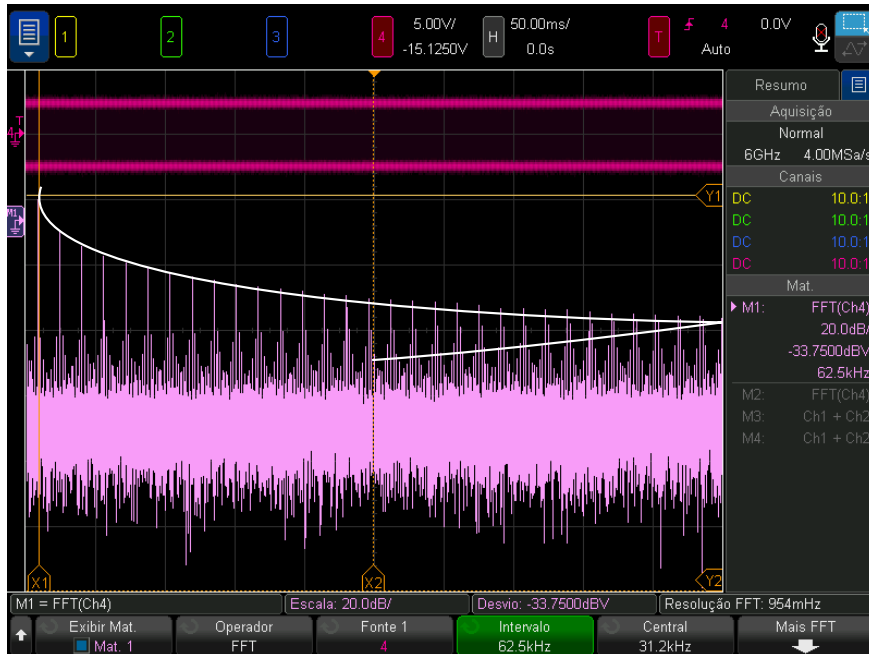 1 2 3 4 5.00V/ -15.1250V H 50.00ms/ 0.0s T 4 0.0V Auto
Resumo
Aquisição
Normal
6GHz 4.00MSa/s
Canais
DC 10.0:1
DC 10.0:1
DC 10.0:1
DC 10.0:1
Mat.
M1: FFT(Ch4)
20.0dB/
-33.7500dBV
62.5kHz
M2: FFT(Ch4)
M3: Ch1 + Ch2
M4: Ch1 + Ch2
T
4
Y1
M1
X1 X2 Y2
M1 = FFT(Ch4) Escala: 20.0dB/ Desvio: -33.7500dBV Resolução FFT: 954mHz
Exibir Mat. Operador Fonte 1 Intervalo Central Mais FFT
Mat. 1 FFT 4 62.5kHz 31.2kHz